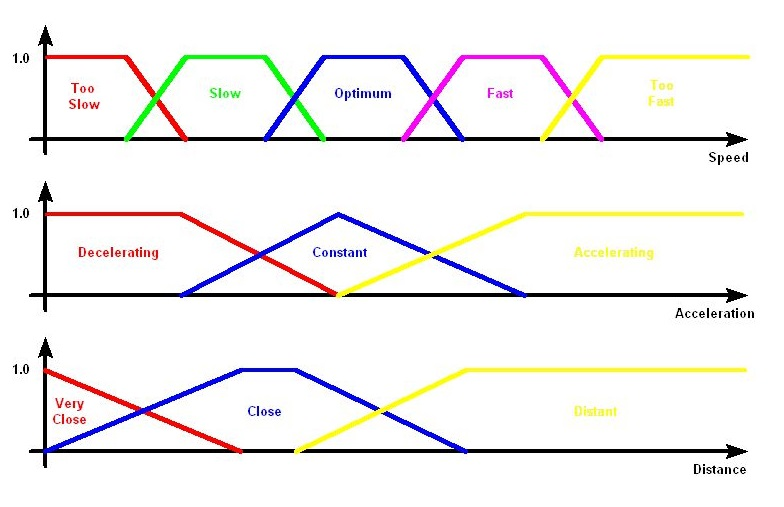 1.0
Too
Slow
Slow
Optimum
Fast
Too
Fast
Speed
1.0
Decelerating
Constant
Accelerating
Acceleration
1.0
Very
Close
Close
Distant
Distance